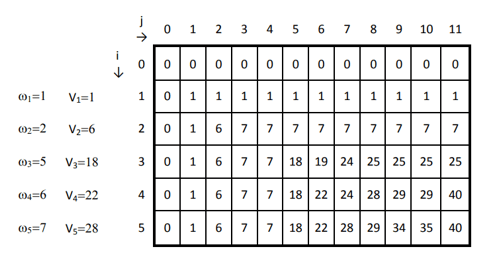 j
→ 0 1 2 3 4 5 6 7 8 9 10 11
i
↓ 0 0 0 0 0 0 0 0 0 0 0 0 0
ω₁=1 V₁=1 1 0 1 1 1 1 1 1 1 1 1 1 1
ω₂=2 V₂=6 2 0 1 6 7 7 7 7 7 7 7 7 7
ω₃=5 V₃=18 3 0 1 6 7 7 18 19 24 25 25 25 25
ω₄=6 V₄=22 4 0 1 6 7 7 18 22 24 28 29 29 40
ω₅=7 V₅=28 5 0 1 6 7 7 18 22 28 29 34 35 40